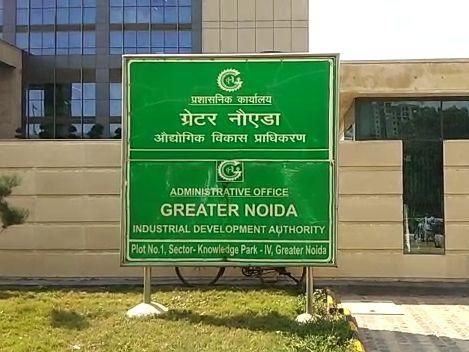 प्रशासनिक कार्यालय
ग्रेटर नौएडा
औद्योगिक विकास प्राधिकरण
ADMINISTRATIVE OFFICE
GREATER NOIDA
INDUSTRIAL DEVELOPMENT AUTHORITY
Plot No.1, Sector- Knowledge Park - IV, Greater Noida